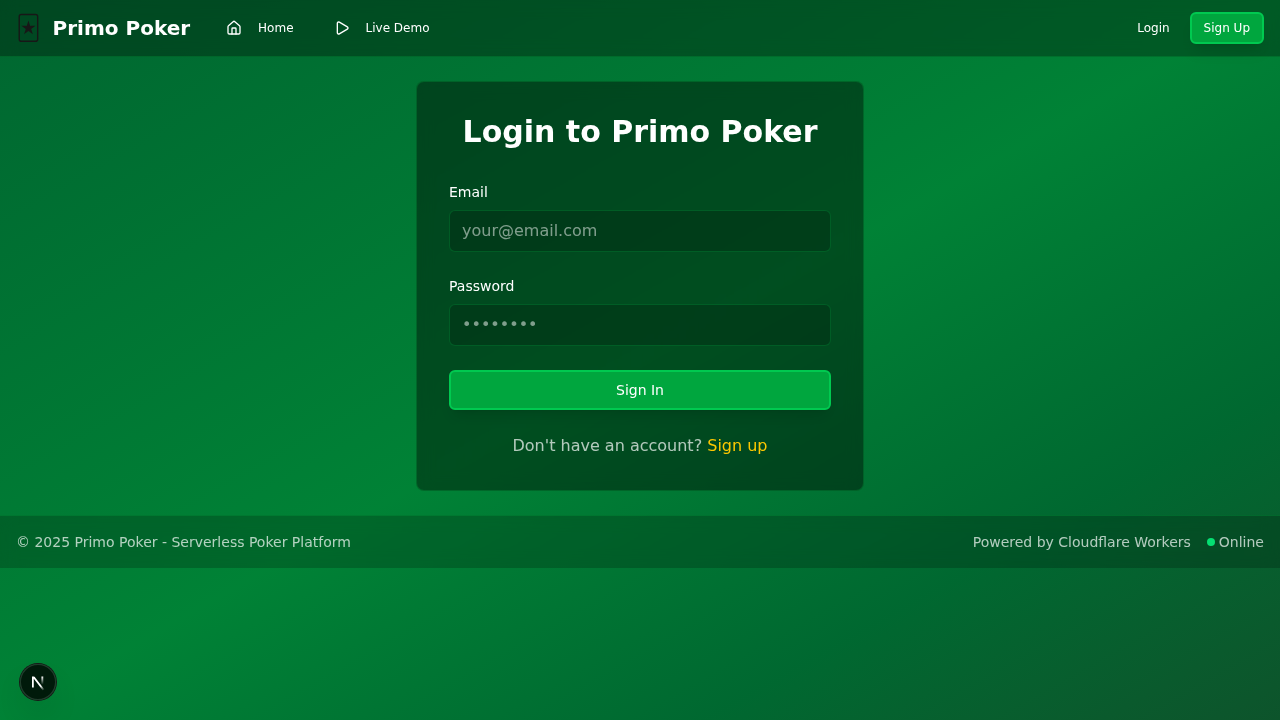 Primo Poker
Home
Live Demo
Login
Sign Up
Login to Primo Poker
Email
your@email.com
Password
••••••••
Sign In
Don't have an account? Sign up
© 2025 Primo Poker - Serverless Poker Platform
Powered by Cloudflare Workers
Online
N